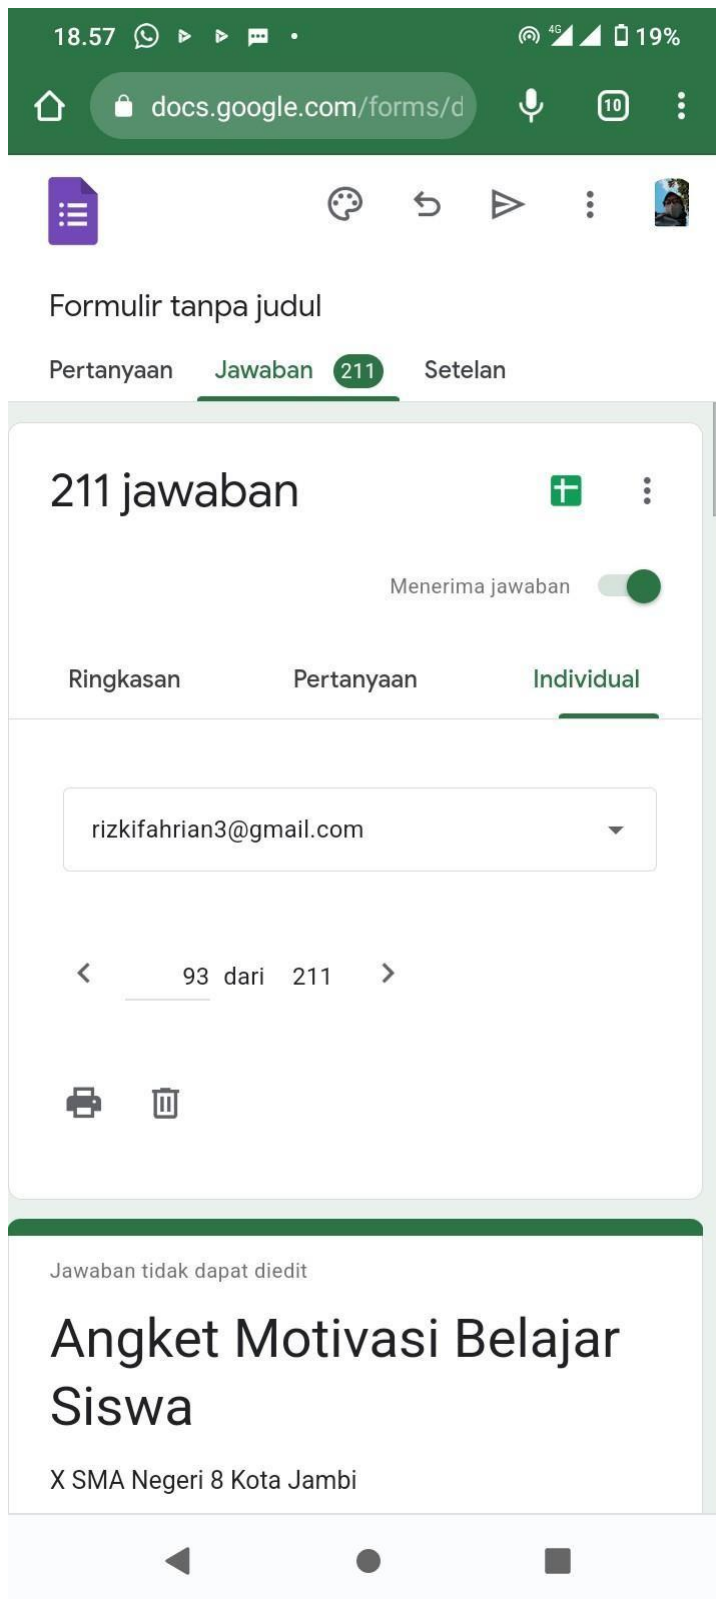 18.57 4G 19%
docs.google.com/forms/d 10
Formulir tanpa judul
Pertanyaan Jawaban 211 Setelan
211 jawaban
Menerima jawaban
Ringkasan Pertanyaan Individual
rizkifahrian3@gmail.com
93 dari 211
Jawaban tidak dapat diedit
Angket Motivasi Belajar
Siswa
X SMA Negeri 8 Kota Jambi